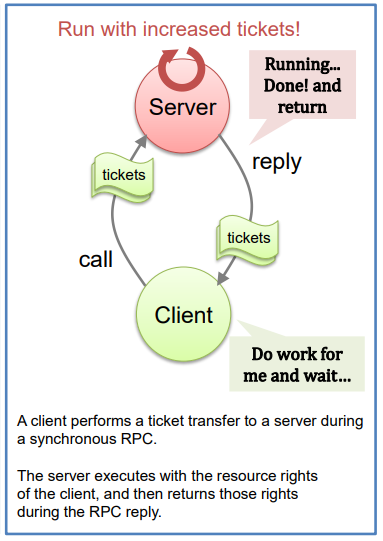 Run with increased tickets!
Running...
Done! and
return
Server
reply
tickets
tickets
call
Client
Do work for
me and wait...
A client performs a ticket transfer to a server during
a synchronous RPC.
The server executes with the resource rights
of the client, and then returns those rights
during the RPC reply.